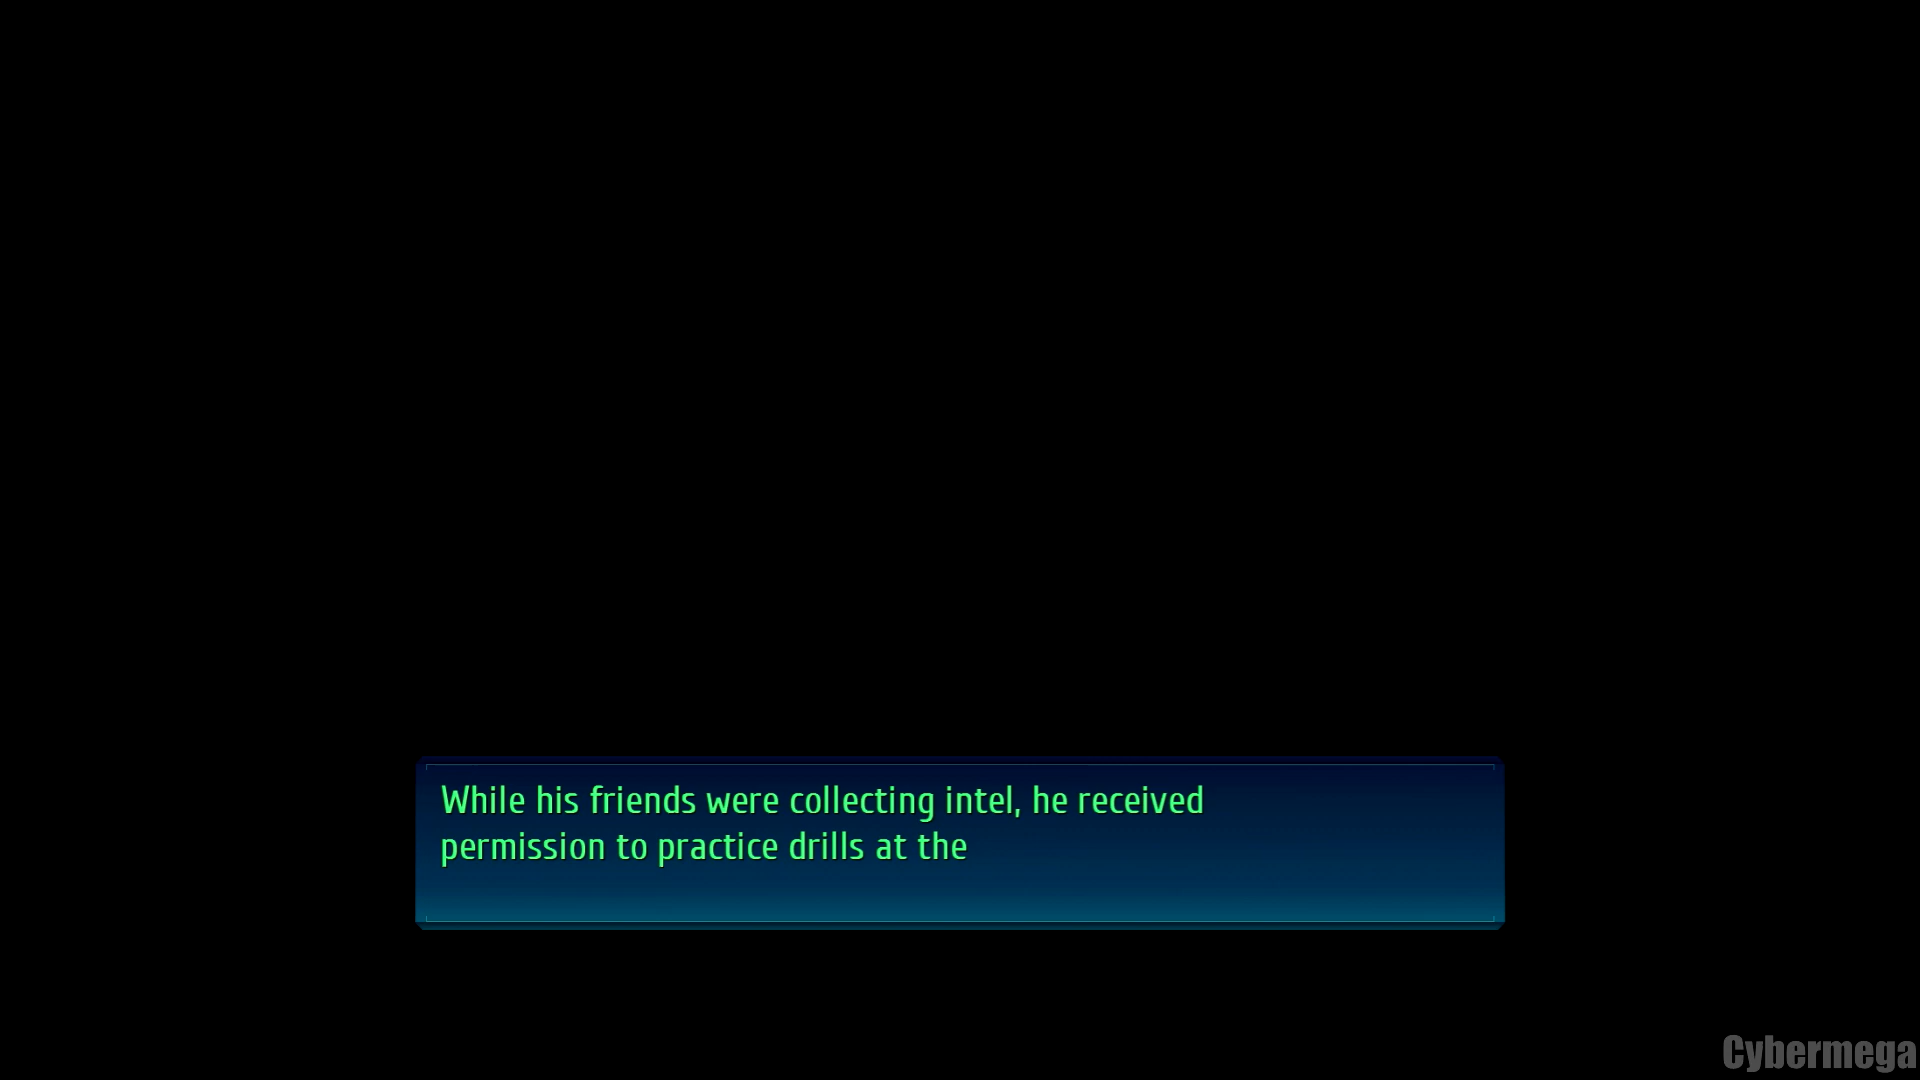 While his friends were collecting intel, he received
permission to practice drills at the
Cybermega